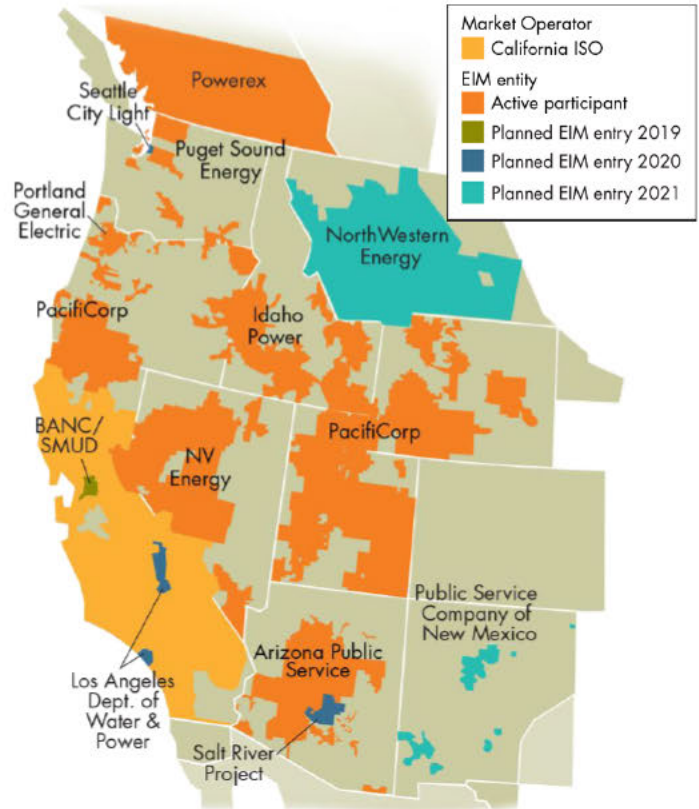 Market Operator
California ISO
EIM entity
Active participant
Planned EIM entry 2019
Planned EIM entry 2020
Planned EIM entry 2021
Powerex
Seattle
City Light
Puget Sound
Energy
Portland
General
Electric
NorthWestern
Energy
PacifiCorp
Idaho
Power
BANC/
SMUD
NV
Energy
PacifiCorp
Public Service
Company of
New Mexico
Arizona Public
Service
Los Angeles
Dept. of
Water &
Power
Salt River
Project